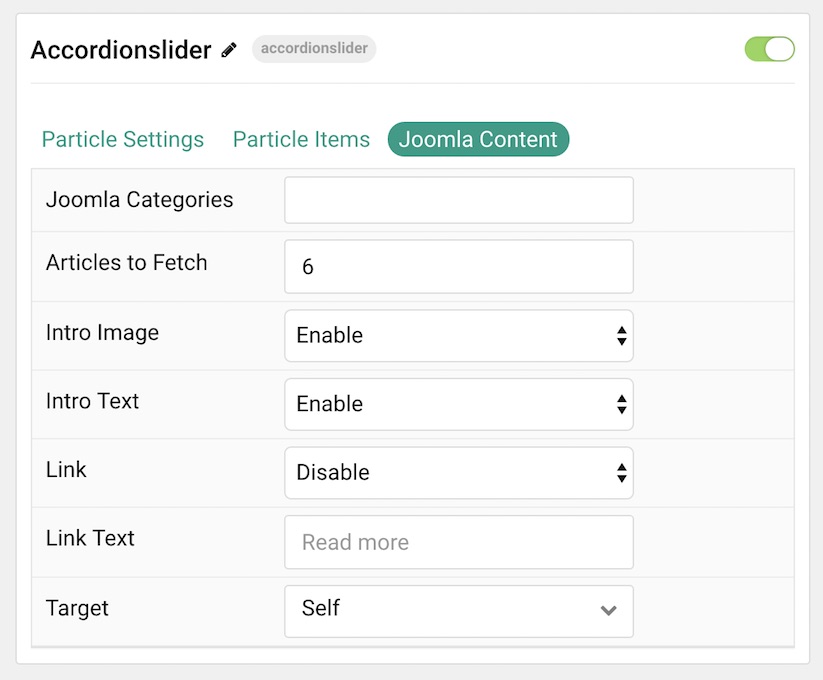 Accordionslider accordionslider
Particle Settings Particle Items Joomla Content
Joomla Categories
Articles to Fetch 6
Intro Image Enable
Intro Text Enable
Link Disable
Link Text Read more
Target Self